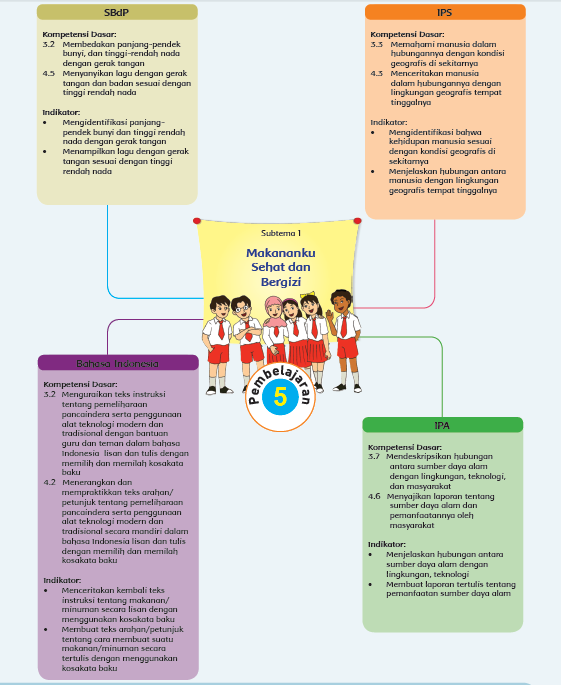 SBdP
Kompetensi Dasar:
3.2 Membedakan panjang-pendek
bunyi, dan tinggi-rendah nada
dengan gerak tangan
4.5 Menyanyikan lagu dengan gerak
tangan dan badan sesuai dengan
tinggi rendah nada
Indikator:
• Mengidentifikasi panjang-
pendek bunyi dan tinggi rendah
nada dengan gerak tangan
• Menampilkan lagu dengan gerak
tangan sesuai dengan tinggi
rendah nada
IPS
Kompetensi Dasar:
3.3 Memahami manusia dalam
hubungannya dengan kondisi
geografis di sekitarnya
4.3 Menceritakan manusia
dalam hubungannya dengan
lingkungan geografis tempat
tinggalnya
Indikator:
• Mengidentifikasi bahwa
kehidupan manusia sesuai
dengan kondisi geografis di
sekitarnya
• Menjelaskan hubungan antara
manusia dengan lingkungan
geografis tempat tinggalnya
Subtema 1
Makananku
Sehat dan
Bergizi
Pembelajaran
5
Bahasa Indonesia
Kompetensi Dasar:
3.2 Menguraikan teks instruksi
tentang pemeliharaan
pancaindera serta penggunaan
alat teknologi modern dan
tradisional dengan bantuan
guru dan teman dalam bahasa
Indonesia lisan dan tulis dengan
memilih dan memilah kosakata
baku
4.2 Menerangkan dan
mempraktikkan teks arahan/
petunjuk tentang pemeliharaan
pancaindera serta penggunaan
alat teknologi modern dan
tradisional secara mandiri dalam
bahasa Indonesia lisan dan tulis
dengan memilih dan memilah
kosakata baku
Indikator:
• Menceritakan kembali teks
instruksi tentang makanan/
minuman secara lisan dengan
menggunakan kosakata baku
• Membuat teks arahan/petunjuk
tentang cara membuat suatu
makanan/minuman secara
tertulis dengan menggunakan
kosakata baku
IPA
Kompetensi Dasar:
3.7 Mendeskripsikan hubungan
antara sumber daya alam
dengan lingkungan, teknologi,
dan masyarakat
4.6 Menyajikan laporan tentang
sumber daya alam dan
pemanfaatannya oleh
masyarakat
Indikator:
• Menjelaskan hubungan antara
sumber daya alam dengan
lingkungan, teknologi
• Membuat laporan tertulis tentang
pemanfaatan sumber daya alam